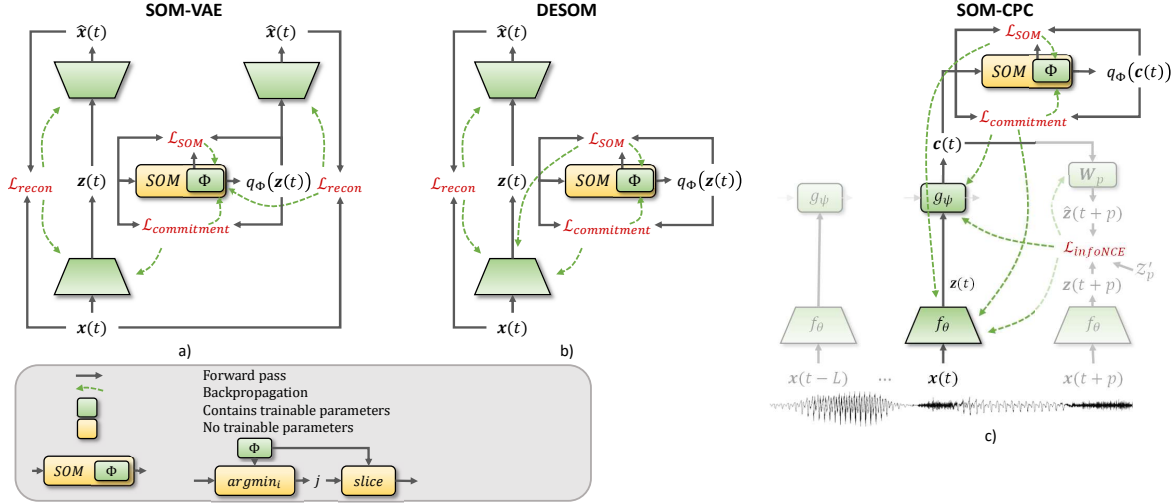 SOM-VAE
x̂(t)
x̂(t)
ℒ_SOM
ℒ_recon
z(t)
SOM Φ
q_Φ(z(t))
ℒ_recon
ℒ_commitment
x(t)
a)
DESOM
x̂(t)
ℒ_SOM
ℒ_recon
z(t)
SOM Φ
q_Φ(z(t))
ℒ_commitment
x(t)
b)
SOM-CPC
ℒ_SOM
SOM Φ
q_Φ(c(t))
ℒ_commitment
c(t)
W_p
g_ψ
g_ψ
ẑ(t + p)
ℒ_infoNCE
𝒵′_p
z(t)
z(t + p)
f_θ
f_θ
f_θ
x(t − L) ... x(t) x(t + p)
c)
Forward pass
Backpropagation
Contains trainable parameters
No trainable parameters
Φ
SOM Φ
argmin_i j slice